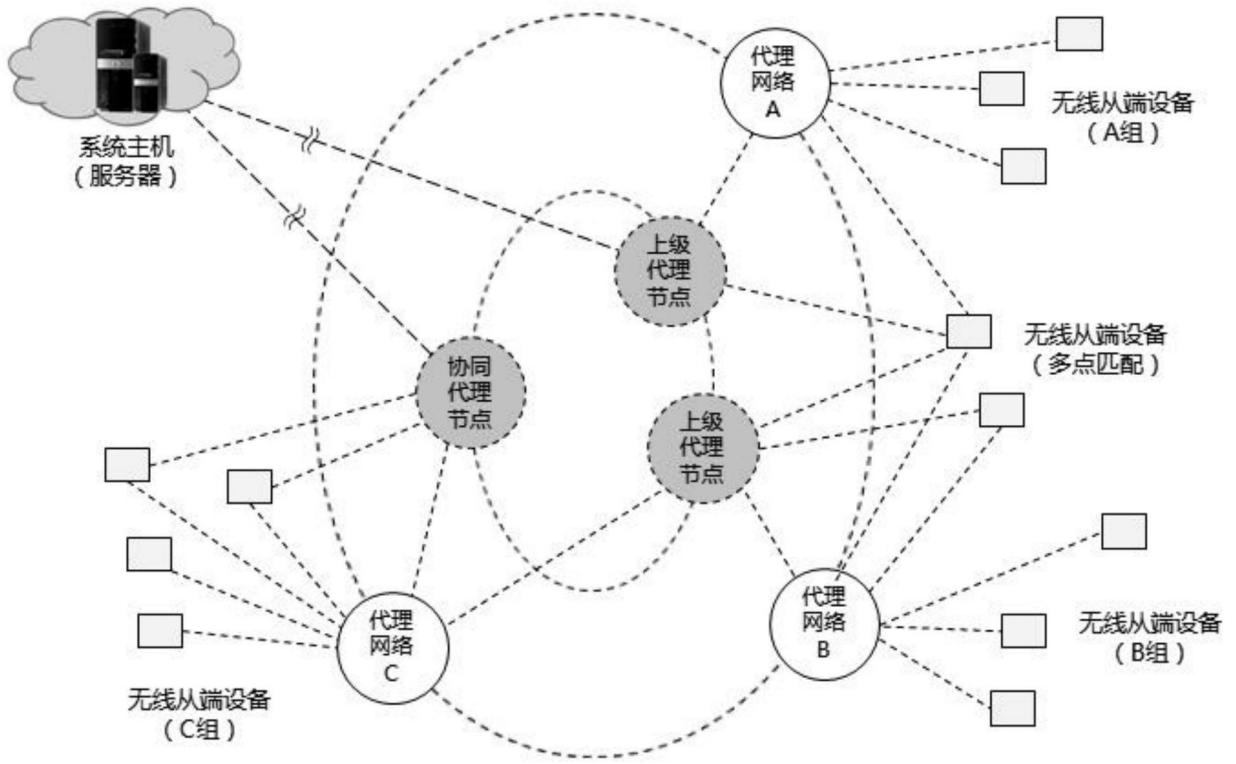 系统主机
（服务器）
代理
网络
A
无线从端设备
（A组）
上级
代理
节点
协同
代理
节点
无线从端设备
（多点匹配）
上级
代理
节点
代理
网络
B
无线从端设备
（B组）
代理
网络
C
无线从端设备
（C组）